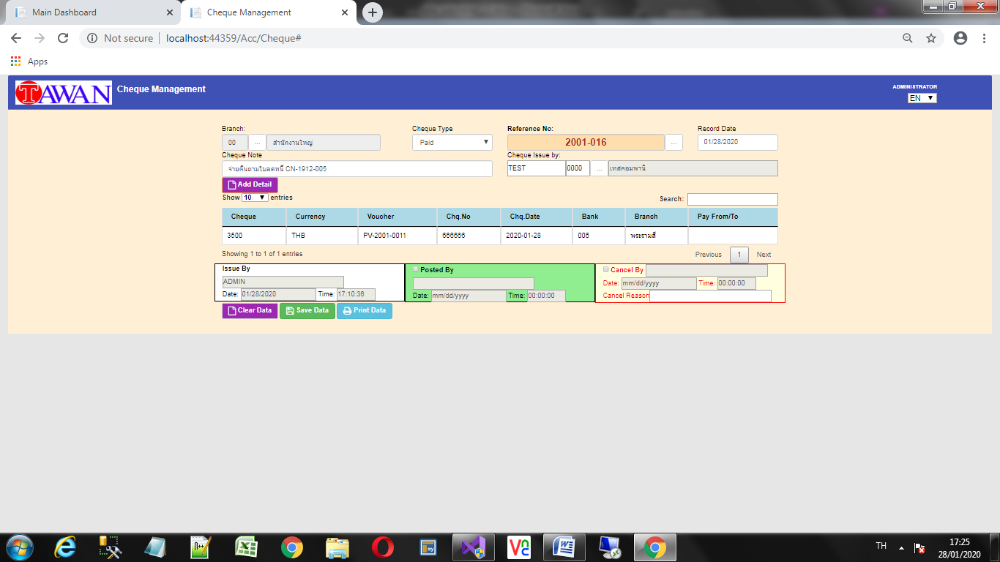 Main Dashboard
Cheque Management
Not secure
localhost:44359/Acc/Cheque#
Apps
TAWAN
Cheque Management
ADMINISTRATOR
EN
Branch:
Cheque Type
Reference No:
Record Date
00
...
สำนักงานใหญ่
Paid
2001-016
...
01/28/2020
Cheque Note
Cheque Issue by:
จ่ายคืนตามใบลดหนี้ CN-1912-005
TEST
0000
...
เทสคอมพานี
Add Detail
Show 10 entries
Search:
Cheque Currency Voucher Chq.No Chq.Date Bank Branch Pay From/To
3500 THB PV-2001-0011 666666 2020-01-28 006 พระรามสี่
Showing 1 to 1 of 1 entries
Previous 1 Next
Issue By
Posted By
Cancel By
ADMIN
Date: mm/dd/yyyy Time: 00:00:00
Date: 01/28/2020 Time: 17:10:36
Date: mm/dd/yyyy Time: 00:00:00
Cancel Reason
Clear Data
Save Data
Print Data
TH
17:25
28/01/2020